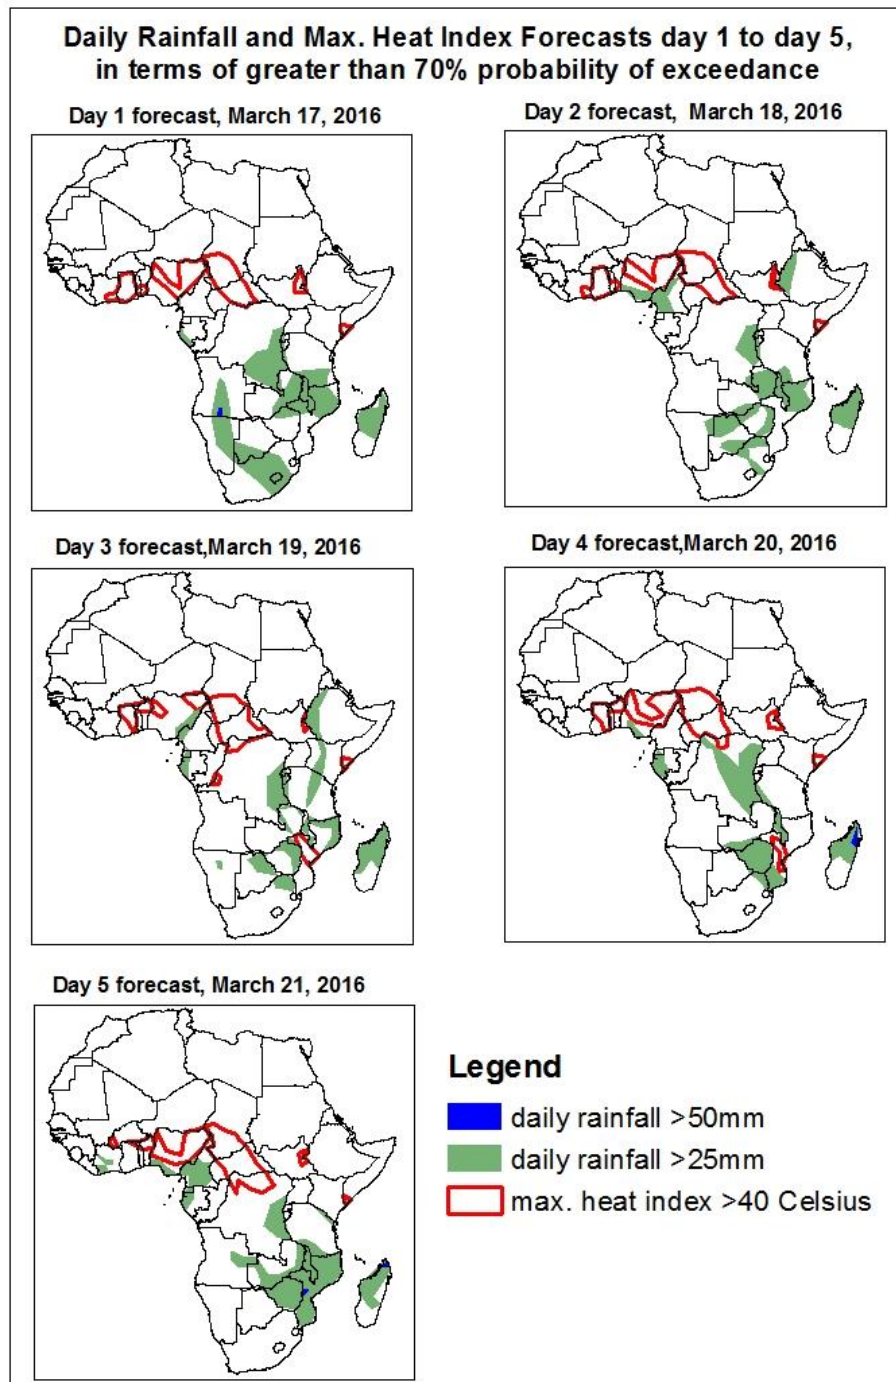 Daily Rainfall and Max. Heat Index Forecasts day 1 to day 5,
in terms of greater than 70% probability of exceedance
Day 1 forecast, March 17, 2016
Day 2 forecast, March 18, 2016
Day 3 forecast,March 19, 2016
Day 4 forecast,March 20, 2016
Day 5 forecast, March 21, 2016
Legend
daily rainfall >50mm
daily rainfall >25mm
max. heat index >40 Celsius